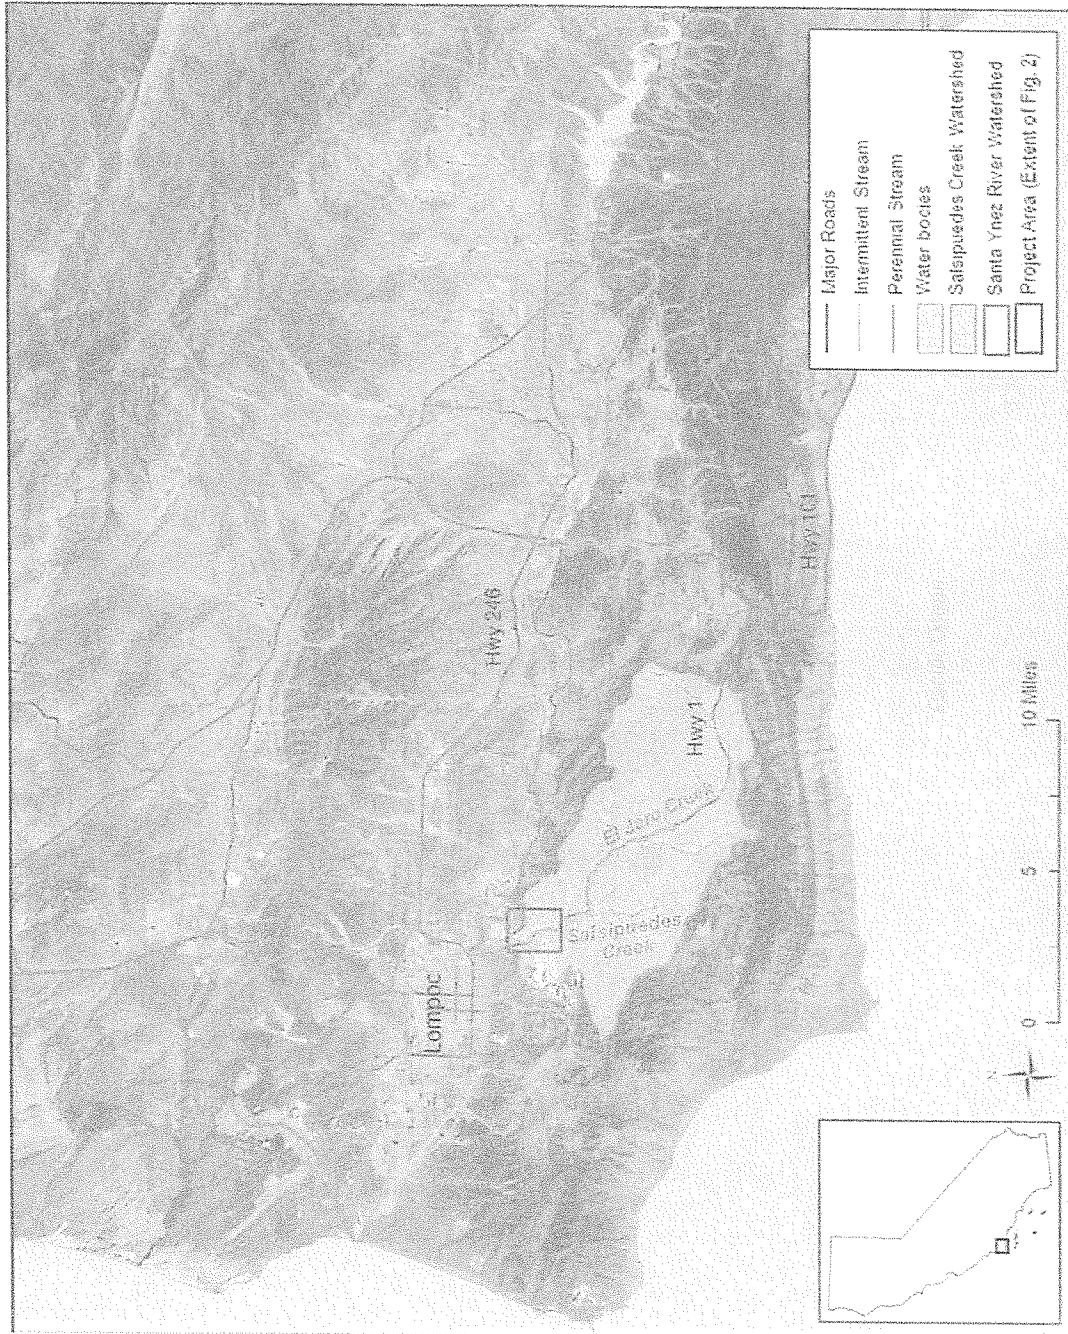 Lompoc
Hwy 246
Hwy 1
Hwy 101
El Jaro Creek
Salsipuedes
Creek
0
5
10 Miles
Major Roads
Intermittent Stream
Perennial Stream
Water bodies
Salsipuedes Creek Watershed
Santa Ynez River Watershed
Project Area (Extent of Fig. 2)